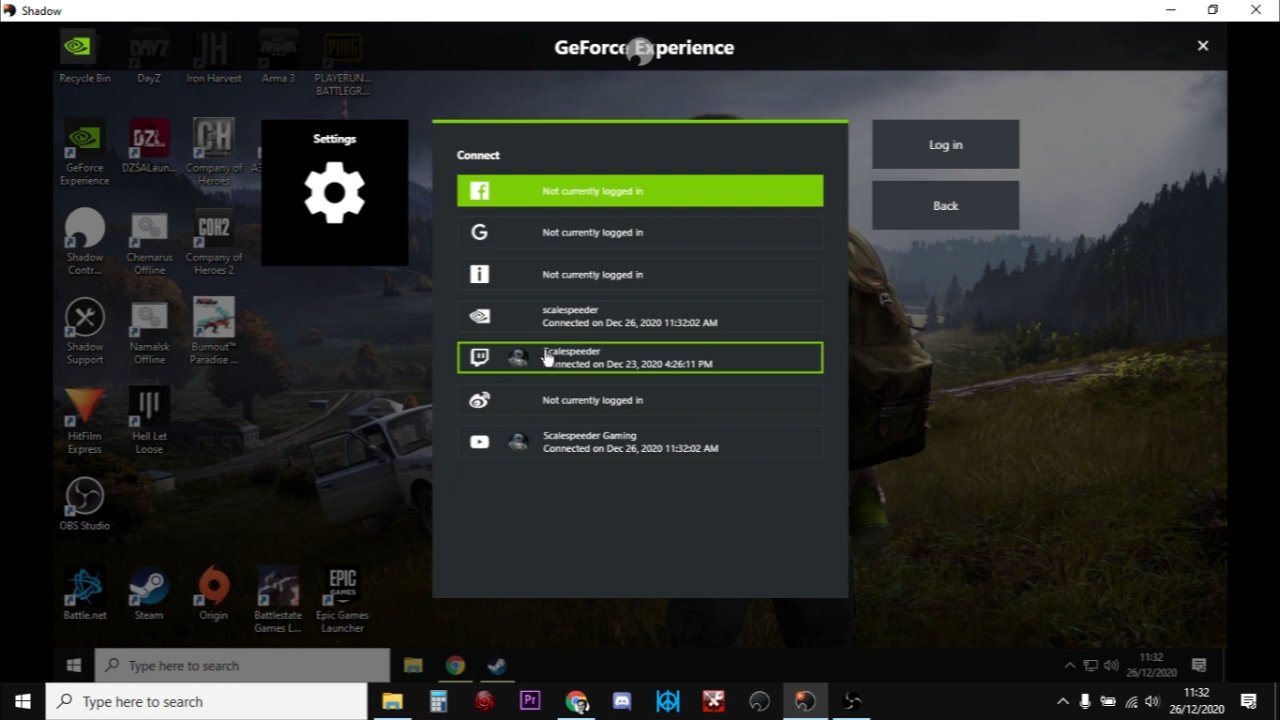 Shadow
GeForce Experience
Recycle Bin
DayZ
Iron Harvest
Arma 3
PLAYERUN...
BATTLEGR...
GeForce
Experience
DZSALaun...
Company of
Heroes
Settings
Connect
Not currently logged in
Not currently logged in
Not currently logged in
scalespeeder
Connected on Dec 26, 2020 11:32:02 AM
Scalespeeder
Connected on Dec 23, 2020 4:26:11 PM
Not currently logged in
Scalespeeder Gaming
Connected on Dec 26, 2020 11:32:02 AM
Log in
Back
Shadow
Contr...
Chernarus
Offline
COH2
Company of
Heroes 2
Shadow
Support
Namalsk
Offline
Burnout™
Paradise ...
HitFilm
Express
Hell Let
Loose
OBS Studio
Battle.net
Steam
Origin
Battlestate
Games L...
EPIC
GAMES
Epic Games
Launcher
Type here to search
11:32
26/12/2020
Type here to search
Pr
11:32
26/12/2020